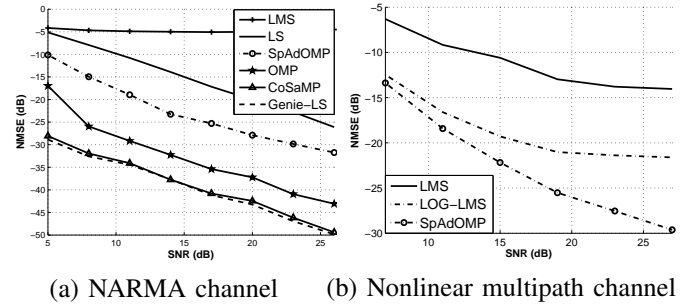 0
−5
−10
−15
−20
−25
−30
−35
−40
−45
−50
NMSE (dB)
5
10
15
20
25
SNR (dB)
LMS
LS
SpAdOMP
OMP
CoSaMP
Genie−LS
(a) NARMA channel
−5
−10
−15
−20
−25
−30
NMSE (dB)
10
15
20
25
SNR (dB)
LMS
LOG−LMS
SpAdOMP
(b) Nonlinear multipath channel